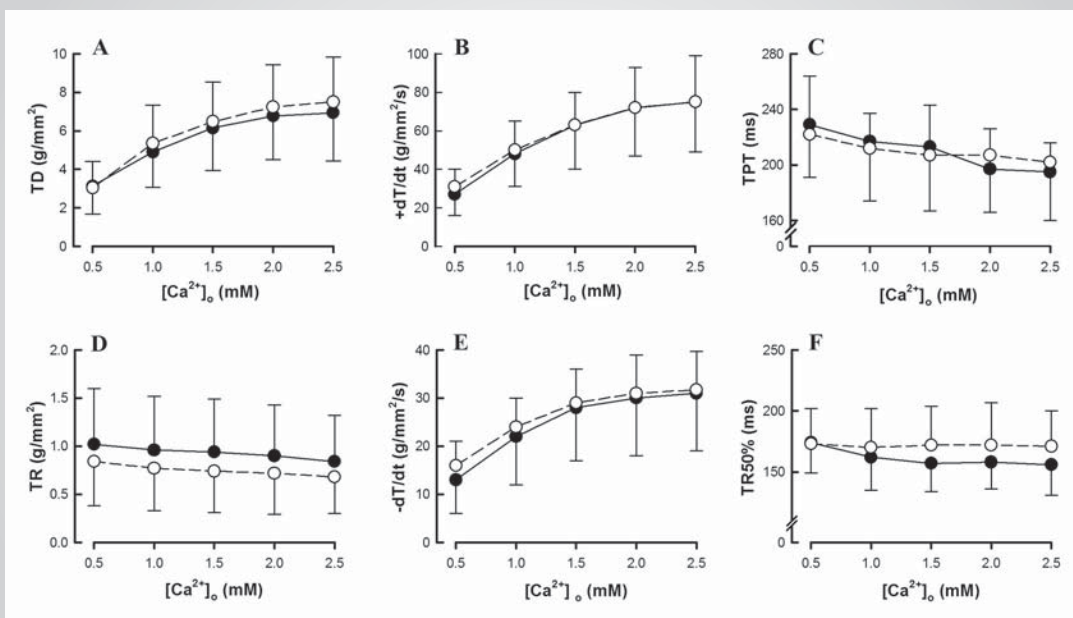 A
TD (g/mm²)
10
8
6
4
2
0
0.5 1.0 1.5 2.0 2.5
[Ca²⁺]ₒ (mM)
B
+dT/dt (g/mm²/s)
100
80
60
40
20
0
0.5 1.0 1.5 2.0 2.5
[Ca²⁺]ₒ (mM)
C
TPT (ms)
280
240
200
160
0
0.5 1.0 1.5 2.0 2.5
[Ca²⁺]ₒ (mM)
D
TR (g/mm²)
2.0
1.5
1.0
0.5
0.0
0.5 1.0 1.5 2.0 2.5
[Ca²⁺]ₒ (mM)
E
-dT/dt (g/mm²/s)
40
30
20
10
0
0.5 1.0 1.5 2.0 2.5
[Ca²⁺]ₒ (mM)
F
TR50% (ms)
250
200
150
0
0.5 1.0 1.5 2.0 2.5
[Ca²⁺]ₒ (mM)